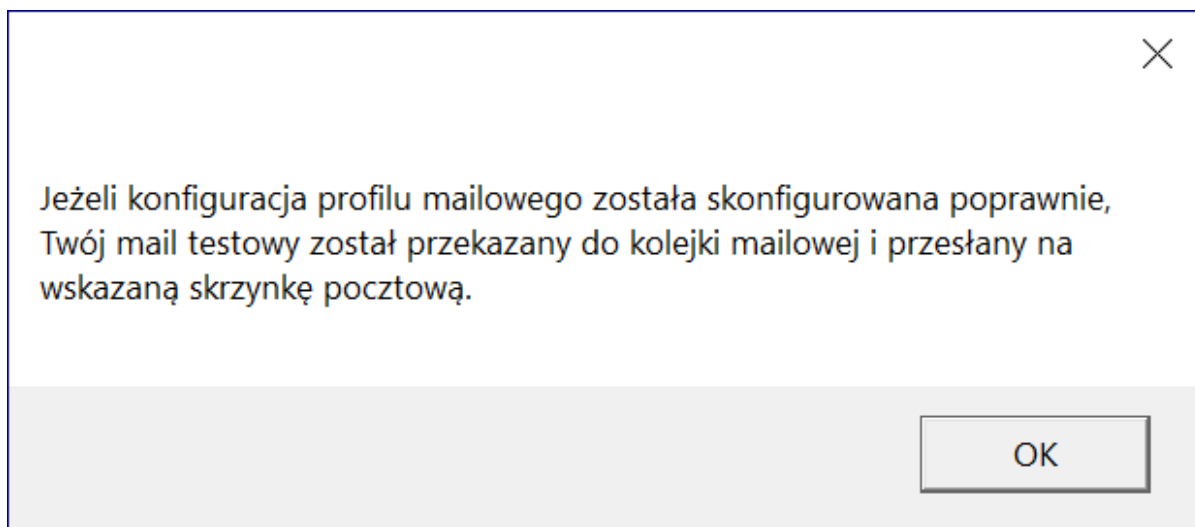 Jeżeli konfiguracja profilu mailowego została skonfigurowana poprawnie,
Twój mail testowy został przekazany do kolejki mailowej i przesłany na
wskazaną skrzynkę pocztową.
OK